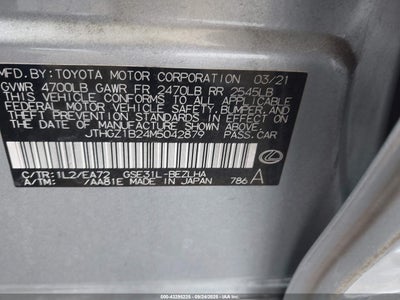 MFD.BY:TOYOTA MOTOR CORPORATION 03/21
GVWR 4700LB GAWR FR 2470LB RR 2545LB
THIS VEHICLE CONFORMS TO ALL APPLICABLE
FEDERAL MOTOR VEHICLE SAFETY, BUMPER, AND
THEFT PREVENTION STANDARDS IN EFFECT ON THE
DATE OF MANUFACTURE SHOWN ABOVE.
JTHGZ1B24M5042879 PASS.CAR
C/TR:1L2/EA72 GSE31L-BEZLHA
A/TM: /AA81E MADE IN JAPAN 786 A